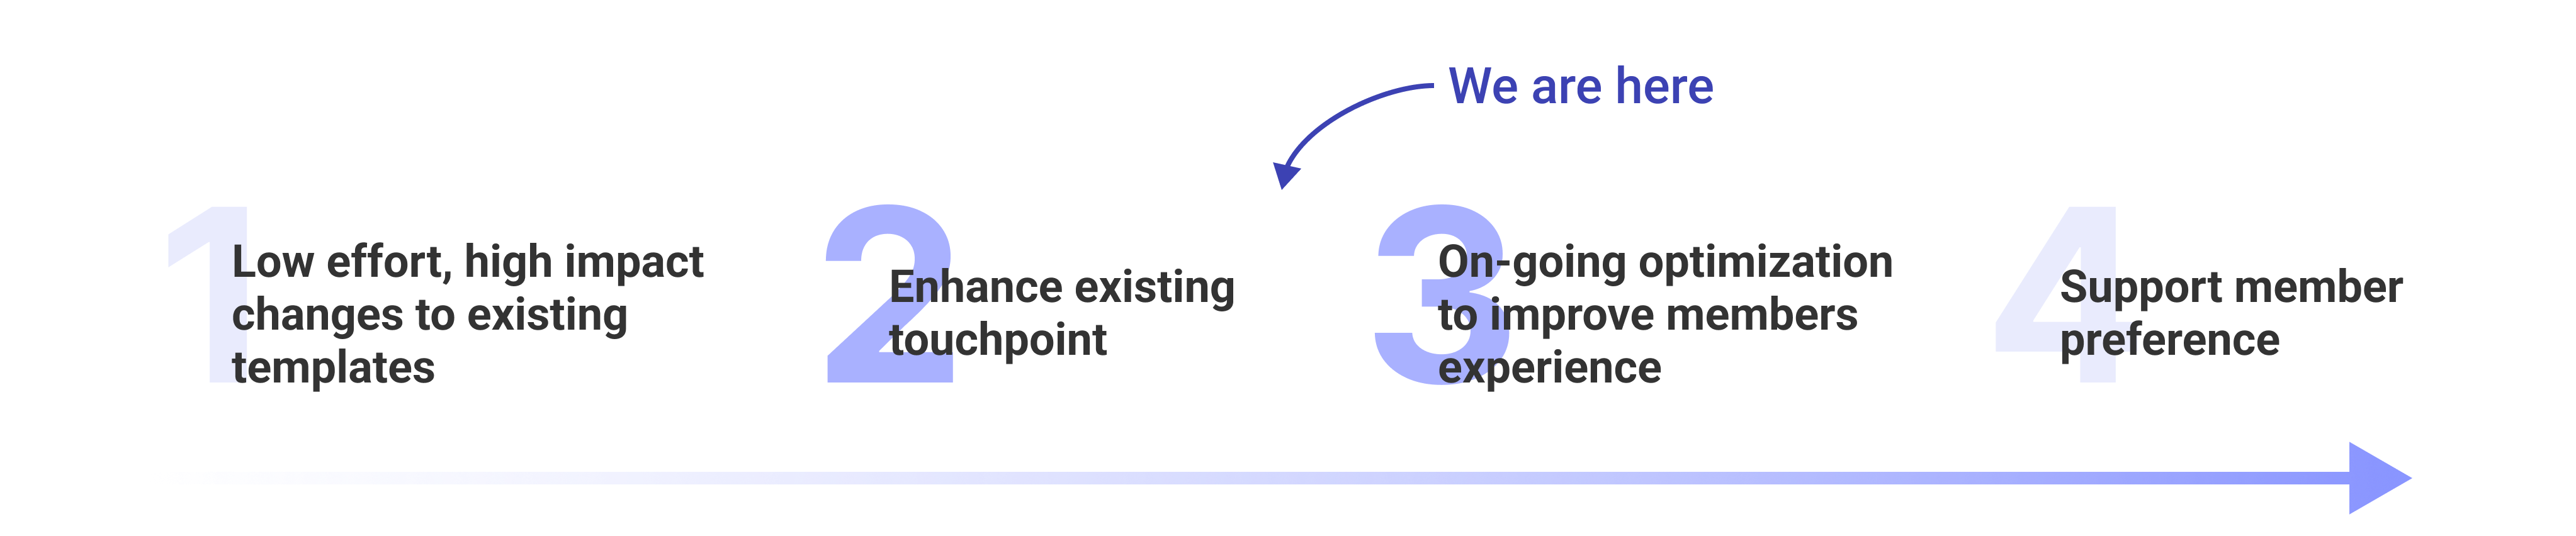 We are here
1
Low effort, high impact
changes to existing
templates
2
Enhance existing
touchpoint
3
On-going optimization
to improve members
experience
4
Support member
preference